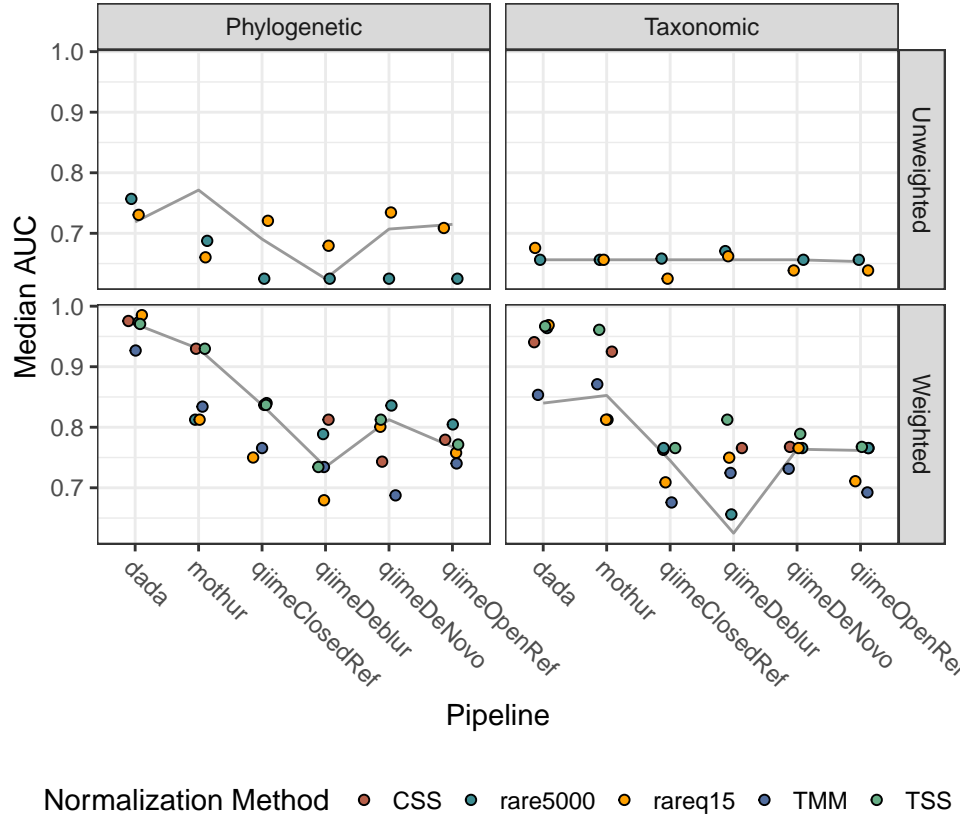 Phylogenetic
Taxonomic
Median AUC
1.0
0.9
0.8
0.7
Unweighted
1.0
0.9
0.8
0.7
Weighted
dada
mothur
qiimeClosedRef
qiimeDeblur
qiimeDeNovo
qiimeOpenRef
dada
mothur
qiimeClosedRef
qiimeDeblur
qiimeDeNovo
qiimeOpenRef
Pipeline
Normalization Method CSS rare5000 rareq15 TMM TSS